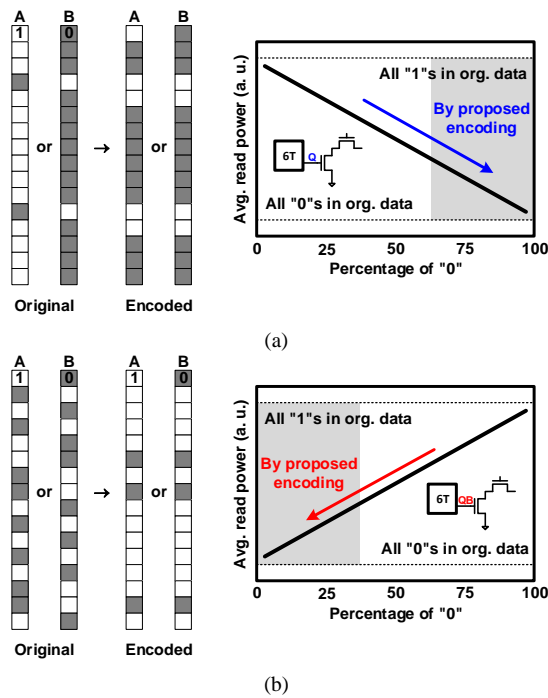 A B A B
1 0
or → or
Original Encoded
Avg. read power (a. u.)
All "1"s in org. data
By proposed
encoding
6T Q
All "0"s in org. data
0 25 50 75 100
Percentage of "0"
(a)
A B A B
1 0 1 0
or → or
Original Encoded
Avg. read power (a. u.)
All "1"s in org. data
By proposed
encoding
6T QB
All "0"s in org. data
0 25 50 75 100
Percentage of "0"
(b)